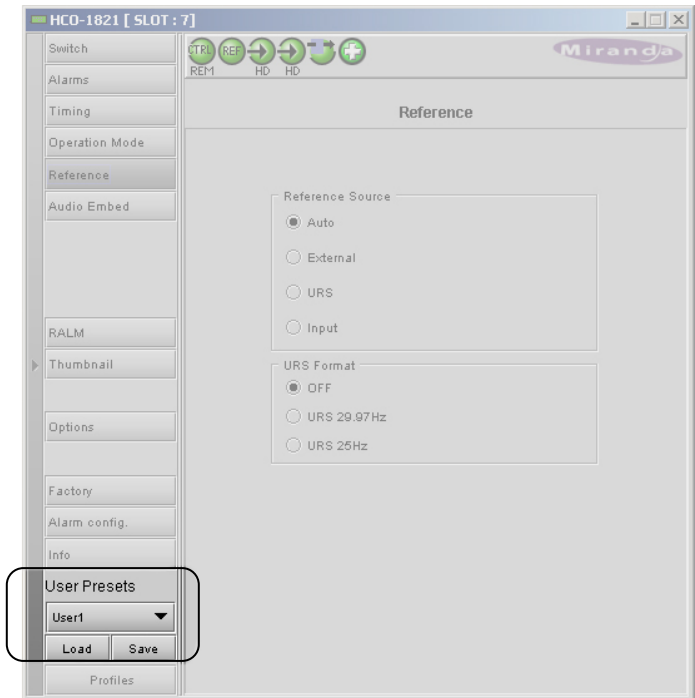 HCO-1821 [ SLOT : 7]
Switch
Alarms
Timing
Operation Mode
Reference
Audio Embed
RALM
Thumbnail
Options
Factory
Alarm config.
Info
User Presets
User1
Load Save
Profiles
CTRL REF
REM HD HD
Miranda
Reference
Reference Source
Auto
External
URS
Input
URS Format
OFF
URS 29.97Hz
URS 25Hz